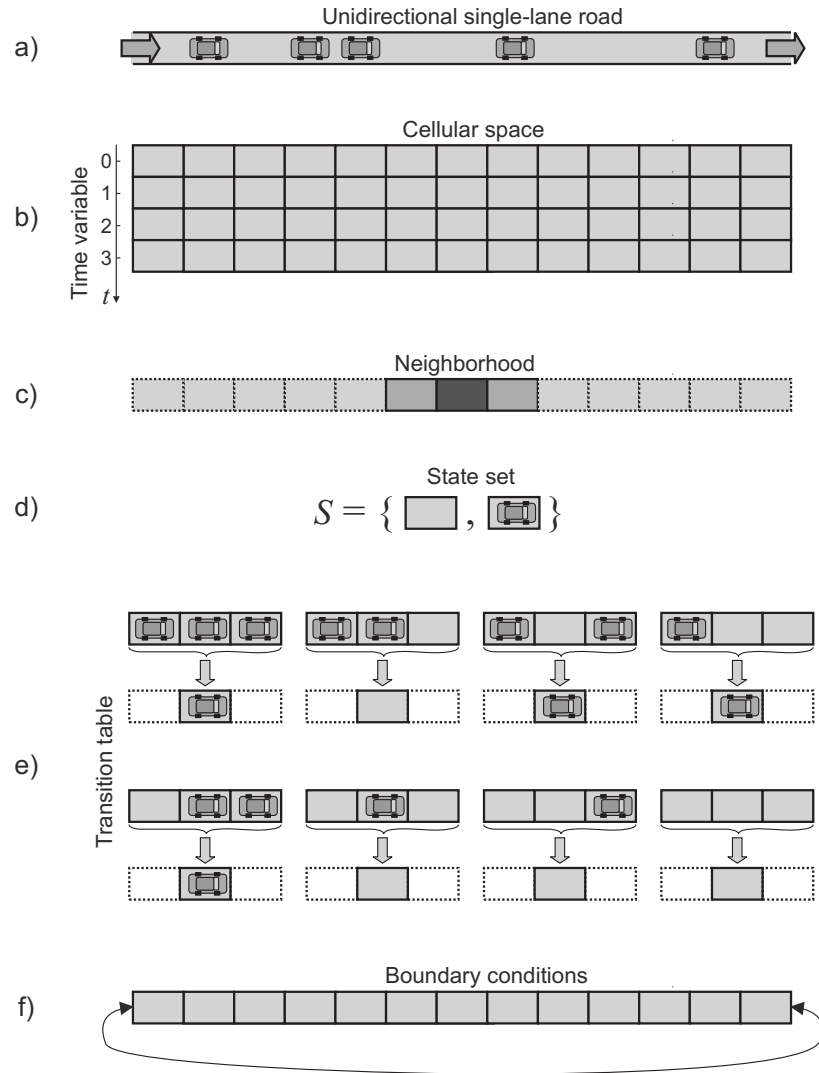 Unidirectional single-lane road
a)
Cellular space
b)
Time variable
0
1
2
3
t
Neighborhood
c)
State set
d)
S = { , }
e)
Transition table
Boundary conditions
f)